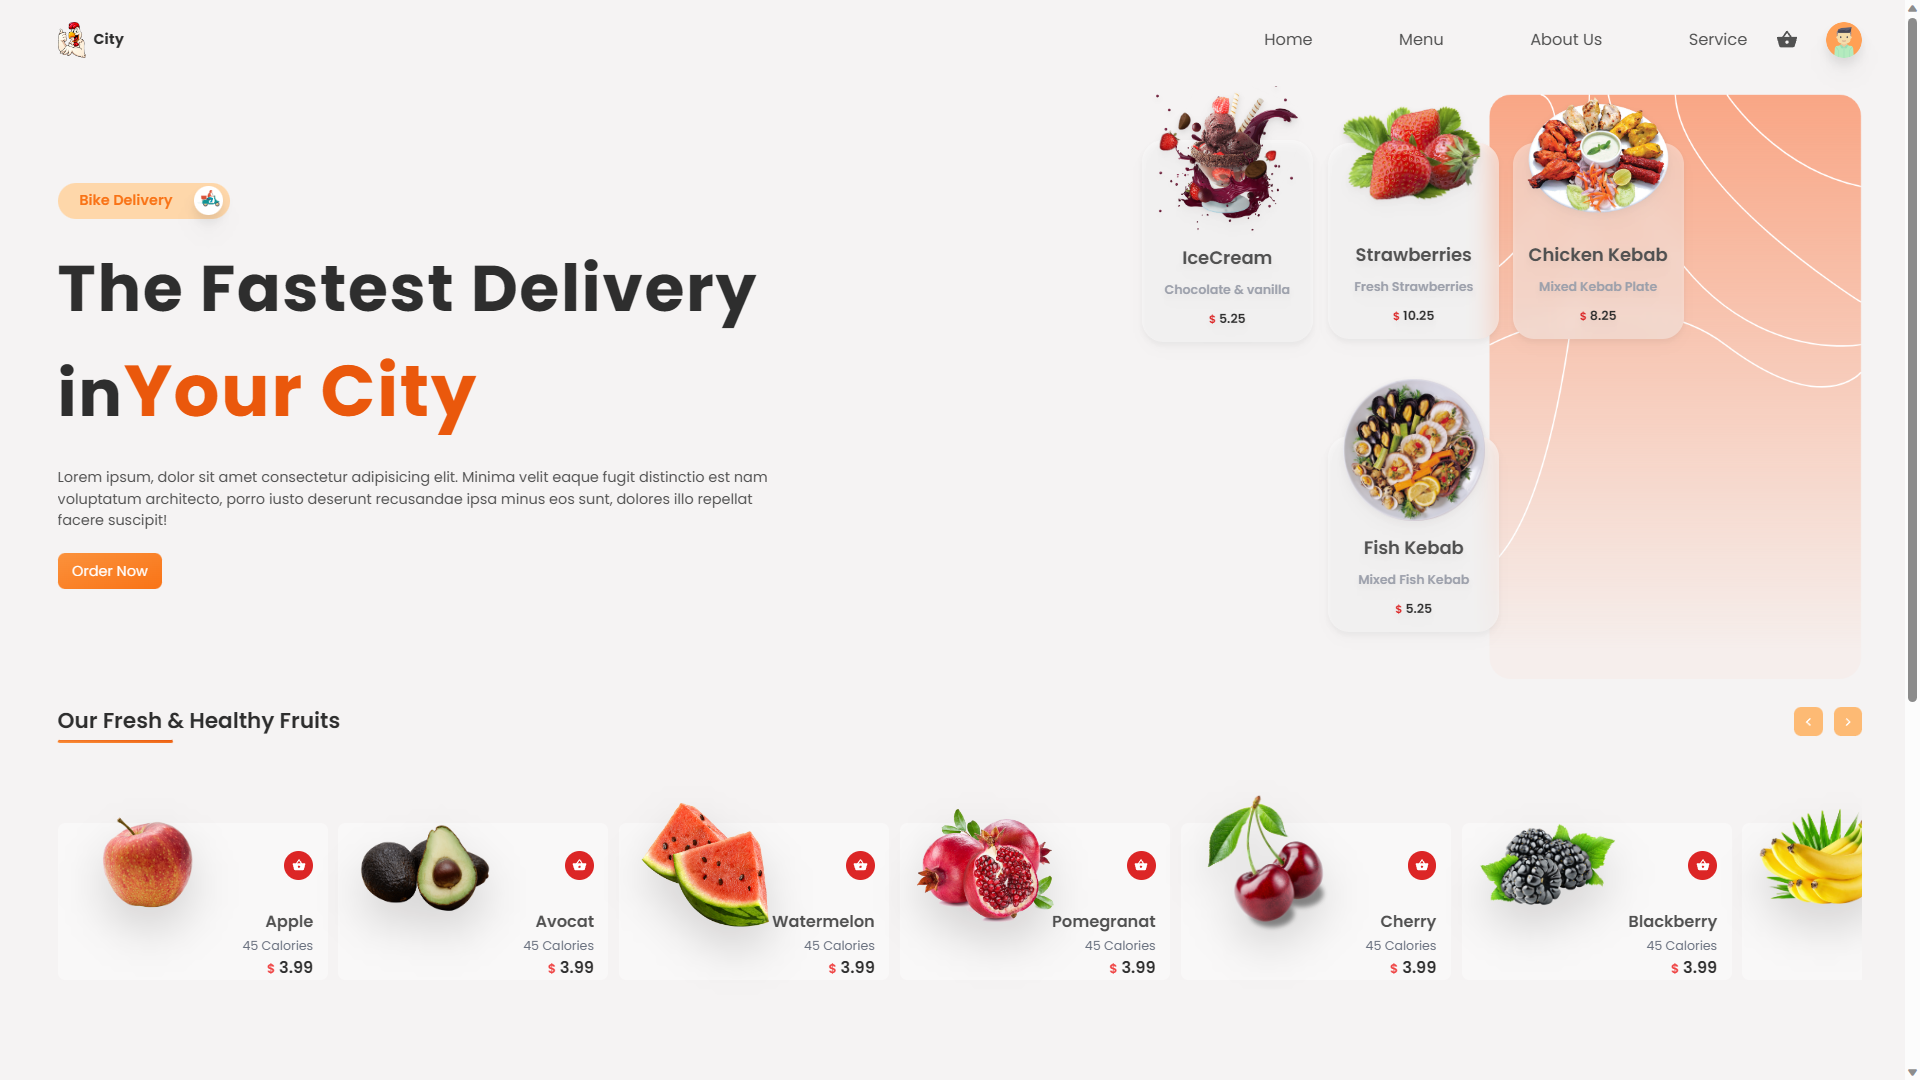 City
Home
Menu
About Us
Service
Bike Delivery
The Fastest Delivery
inYour City
Lorem ipsum, dolor sit amet consectetur adipisicing elit. Minima velit eaque fugit distinctio est nam
voluptatum architecto, porro iusto deserunt recusandae ipsa minus eos sunt, dolores illo repellat
facere suscipit!
Order Now
IceCream
Chocolate & vanilla
$ 5.25
Strawberries
Fresh Strawberries
$ 10.25
Chicken Kebab
Mixed Kebab Plate
$ 8.25
Fish Kebab
Mixed Fish Kebab
$ 5.25
Our Fresh & Healthy Fruits
Apple
45 Calories
$ 3.99
Avocat
45 Calories
$ 3.99
Watermelon
45 Calories
$ 3.99
Pomegranat
45 Calories
$ 3.99
Cherry
45 Calories
$ 3.99
Blackberry
45 Calories
$ 3.99